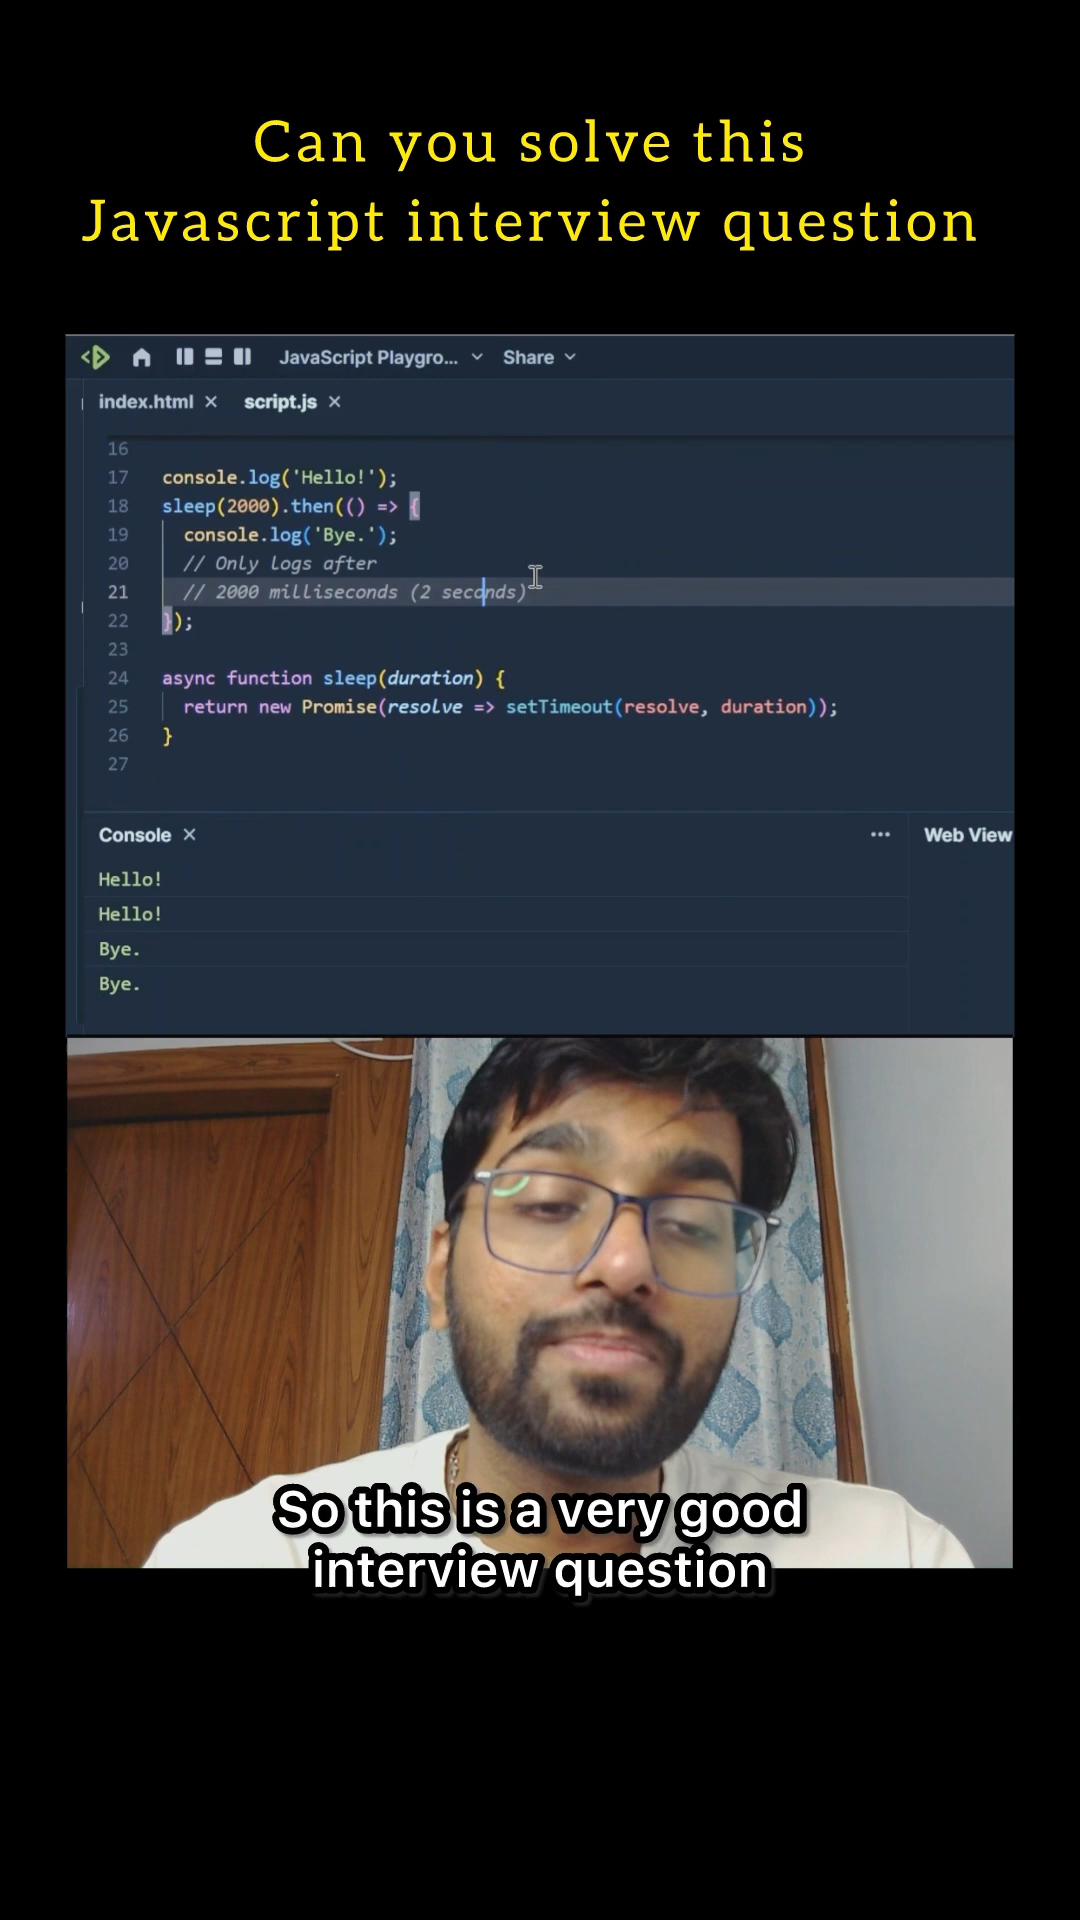 Can you solve this
Javascript interview question
JavaScript Playgro... Share
index.html × script.js ×
16
17 console.log('Hello!');
18 sleep(2000).then(() => {
19 console.log('Bye.');
20 // Only logs after
21 // 2000 milliseconds (2 seconds)
22 });
23
24 async function sleep(duration) {
25 return new Promise(resolve => setTimeout(resolve, duration));
26 }
27
Console × ... Web View
Hello!
Hello!
Bye.
Bye.
So this is a very good
interview question